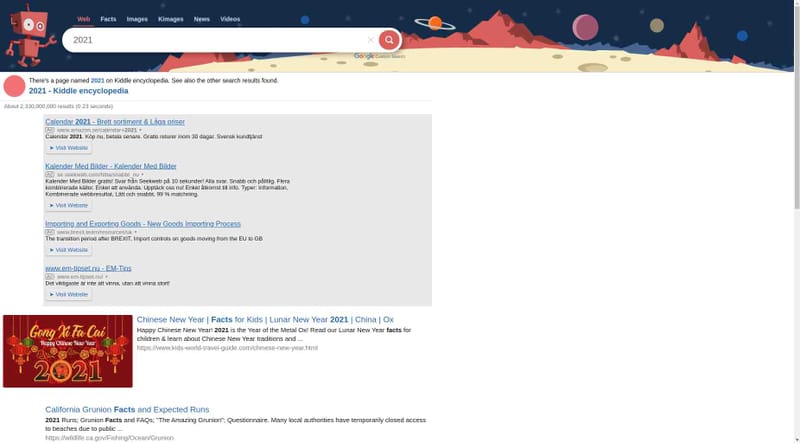 Web Facts Images Kimages News Videos
2021
Google Custom Search
There's a page named 2021 on Kiddle encyclopedia. See also the other search results found.
2021 - Kiddle encyclopedia
About 2,330,000,000 results (0.23 seconds)
Calendar 2021 - Brett sortiment & Låga priser
Ad www.amazon.se/calendar+2021
Calendar 2021. Köp nu, betala senare. Gratis returer inom 30 dagar. Svensk kundtjänst
Visit Website
Kalender Med Bilder - Kalender Med Bilder
Ad se.seekweb.com/hitta/snabbt_nu
Kalender Med Bilder gratis! Svar från Seekweb på 10 sekunder! Alla svar. Snabb och pålitlig. Flera
kombinerade källor. Enkel att använda. Upptäck oss nu! Enkel åtkomst till info. Typer: Information,
Kombinerade webbresultat, Lätt och snabbt, 99 % matchning.
Visit Website
Importing and Exporting Goods - New Goods Importing Process
Ad www.brexit.team/resources/uk
The transition period after BREXIT. Import controls on goods moving from the EU to GB
Visit Website
www.em-tipset.nu - EM-Tips
Ad www.em-tipset.nu/
Det viktigaste är inte att vinna, utan att vinna stort!
Visit Website
Gong Xi Fa Cai
Happy Chinese New Year
2021
Chinese New Year | Facts for Kids | Lunar New Year 2021 | China | Ox
Happy Chinese New Year! 2021 is the Year of the Metal Ox! Read our Lunar New Year facts for
children & learn about Chinese New Year traditions and ...
https://www.kids-world-travel-guide.com/chinese-new-year.html
California Grunion Facts and Expected Runs
2021 Runs; Grunion Facts and FAQs; "The Amazing Grunion"; Questionnaire. Many local authorities have temporarily closed access
to beaches due to public ...
https://wildlife.ca.gov/Fishing/Ocean/Grunion